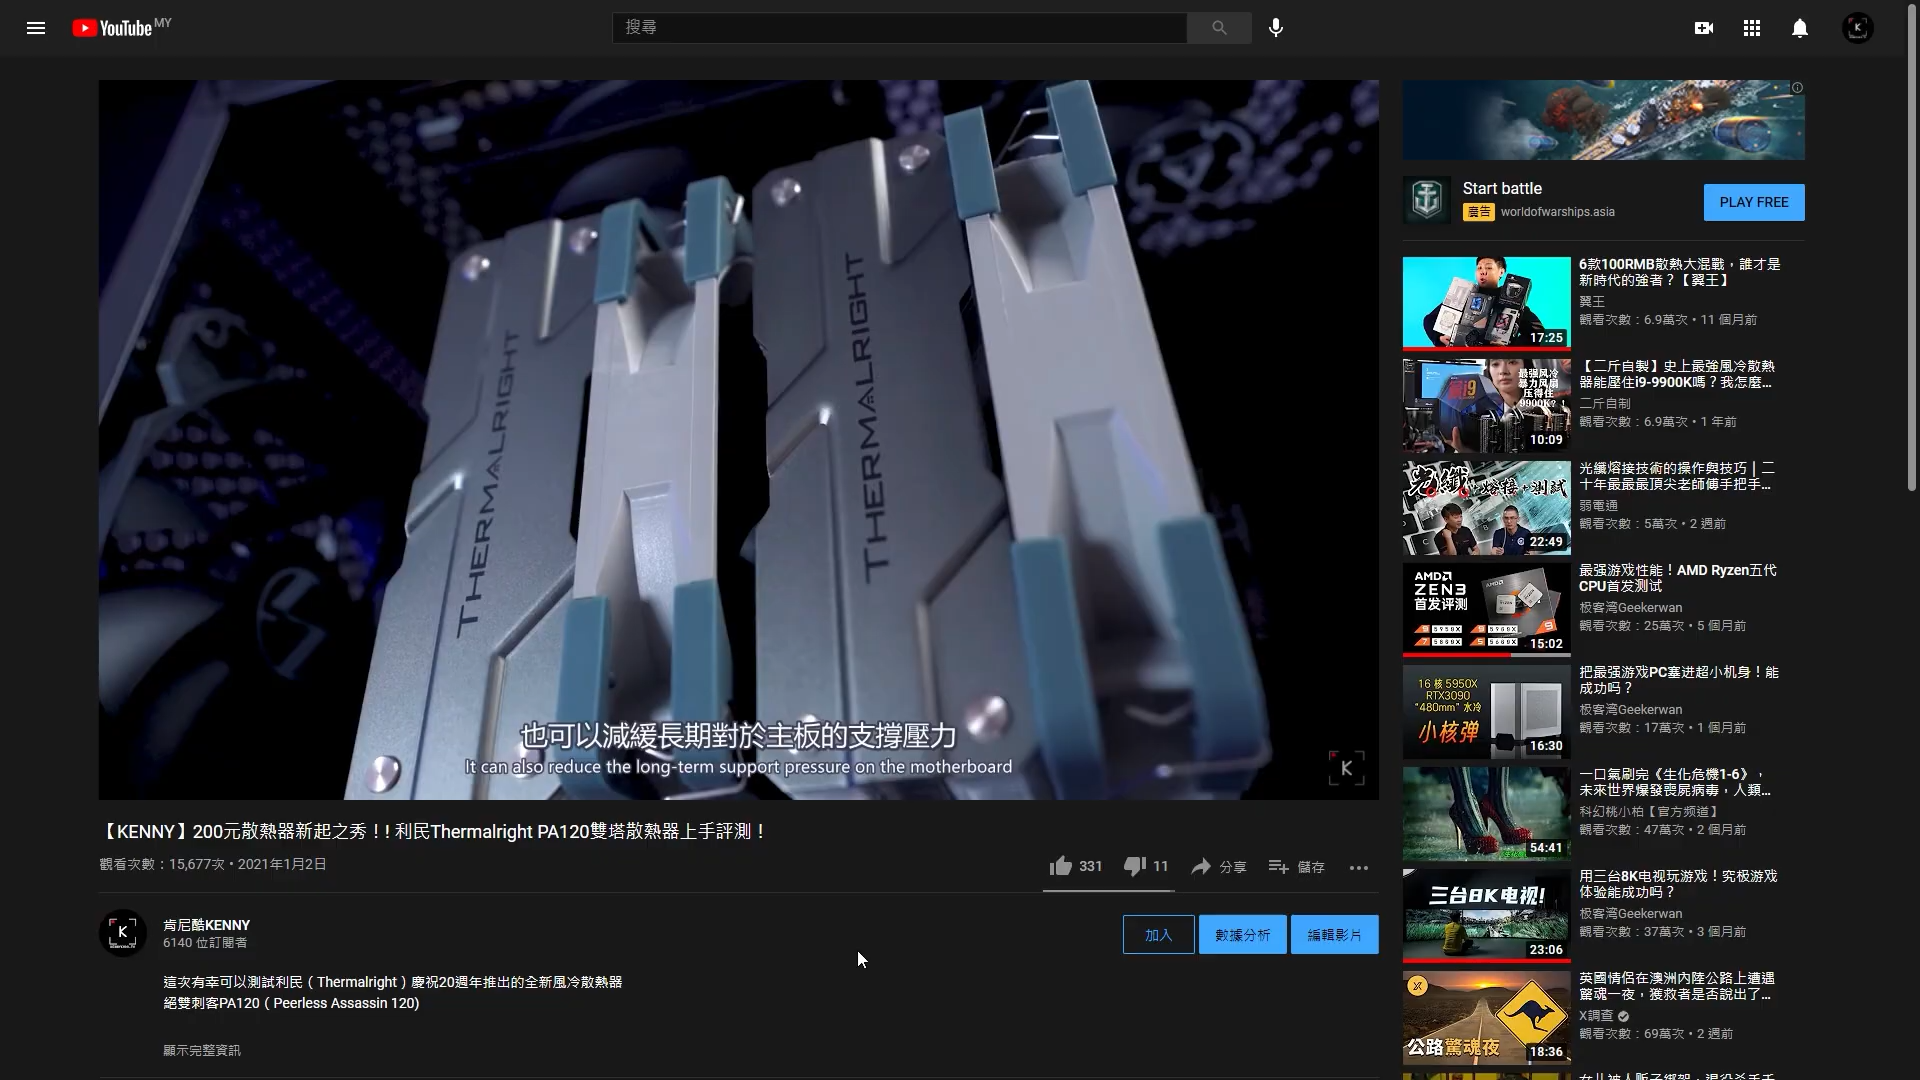 YouTube MY
搜尋
THERMALRIGHT
THERMALRIGHT
也可以減緩長期對於主板的支撐壓力
It can also reduce the long-term support pressure on the motherboard
K
【KENNY】200元散熱器新起之秀！! 利民Thermalright PA120雙塔散熱器上手評測！
觀看次數：15,677次 • 2021年1月2日
331
11
分享
儲存
K
肯尼酷KENNY
6140 位訂閱者
加入
數據分析
編輯影片
這次有幸可以測試利民（Thermalright）慶祝20週年推出的全新風冷散熱器
絕雙刺客PA120（Peerless Assassin 120)
顯示完整資訊
Start battle
廣告 worldofwarships.asia
PLAY FREE
17:25
6款100RMB散熱大混戰，誰才是
新時代的強者？【翼王】
翼王
觀看次數：6.9萬次 • 11 個月前
最强风冷
暴力风扇
压得住
9900K?！
i9
10:09
【二斤自製】史上最強風冷散熱
器能壓住i9-9900K嗎？我怎麼...
二斤自制
觀看次數：6.9萬次 • 1 年前
光纖 熔接+測試
22:49
光纖熔接技術的操作與技巧 | 二
十年最最最頂尖老師傅手把手...
弱電通
觀看次數：5萬次 • 2 週前
AMD
ZEN3
首发评测
9 5950X 9 5900X
7 5800X 5 5600X
15:02
最强游戏性能！AMD Ryzen五代
CPU首发测试
极客湾Geekerwan
觀看次數：25萬次 • 5 個月前
16 核 5950X
RTX3090
"480mm" 水冷
小核弹
16:30
把最强游戏PC塞进超小机身！能
成功吗？
极客湾Geekerwan
觀看次數：17萬次 • 1 個月前
54:41
一口氣刷完《生化危機1-6》，
未來世界爆發喪屍病毒，人類...
科幻桃小柏【官方频道】
觀看次數：47萬次 • 2 個月前
三台8K电视!
23:06
用三台8K电视玩游戏！究极游戏
体验能成功吗？
极客湾Geekerwan
觀看次數：37萬次 • 3 個月前
X
公路驚魂夜
18:36
英國情侶在澳洲內陸公路上遭遇
驚魂一夜，獲救者是否說出了...
X調查
觀看次數：69萬次 • 2 週前